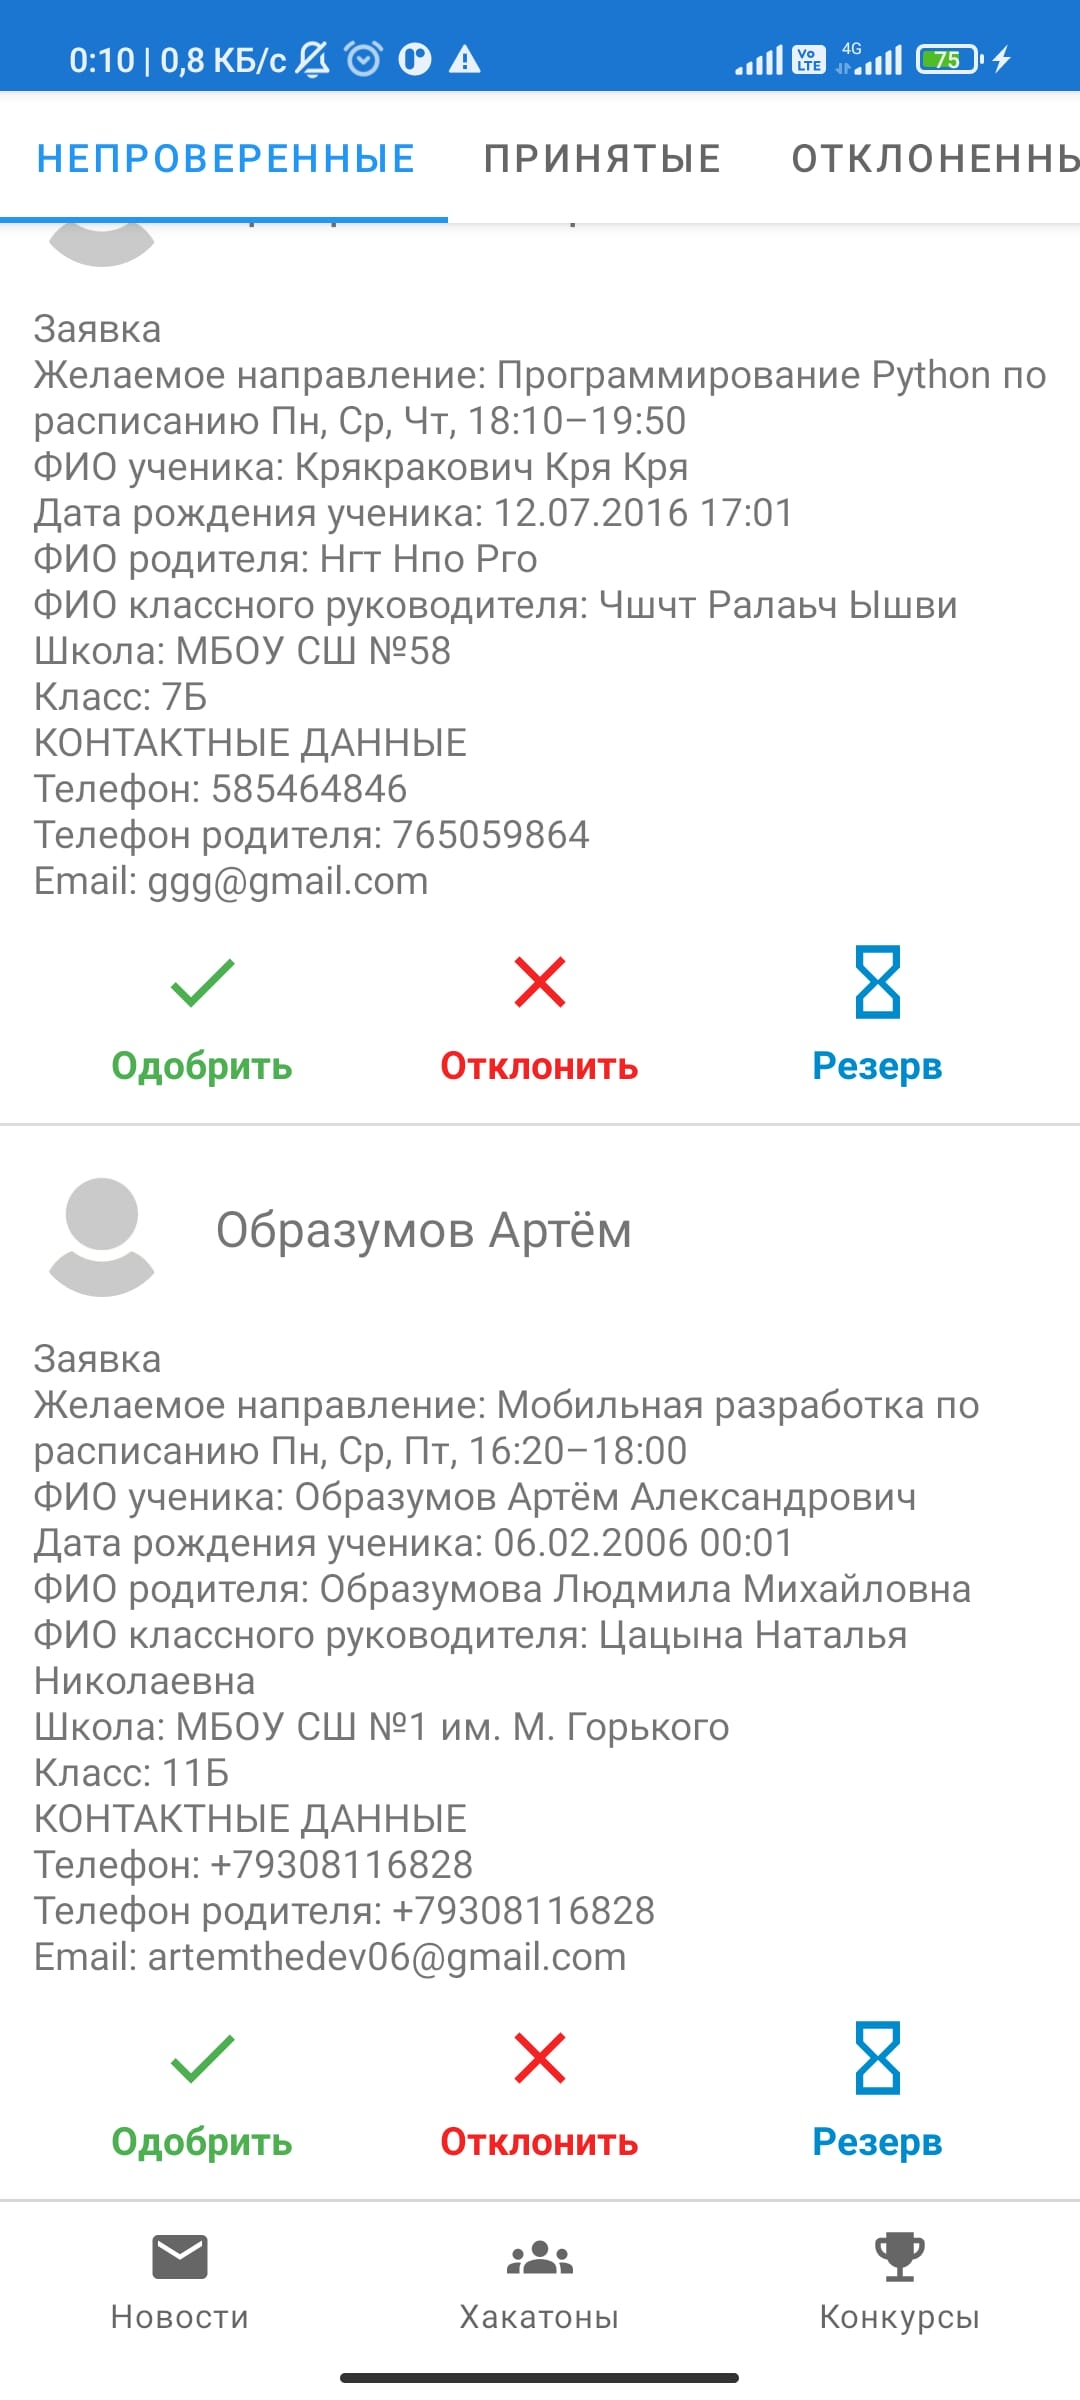 0:10 | 0,8 КБ/с
Vo LTE 4G 75
НЕПРОВЕРЕННЫЕ ПРИНЯТЫЕ ОТКЛОНЕННЫ
Заявка
Желаемое направление: Программирование Python по
расписанию Пн, Ср, Чт, 18:10–19:50
ФИО ученика: Крякракович Кря Кря
Дата рождения ученика: 12.07.2016 17:01
ФИО родителя: Нгт Нпо Рго
ФИО классного руководителя: Чшчт Ралаьч Ышви
Школа: МБОУ СШ №58
Класс: 7Б
КОНТАКТНЫЕ ДАННЫЕ
Телефон: 585464846
Телефон родителя: 765059864
Email: ggg@gmail.com
Одобрить Отклонить Резерв
Образумов Артём
Заявка
Желаемое направление: Мобильная разработка по
расписанию Пн, Ср, Пт, 16:20–18:00
ФИО ученика: Образумов Артём Александрович
Дата рождения ученика: 06.02.2006 00:01
ФИО родителя: Образумова Людмила Михайловна
ФИО классного руководителя: Цацына Наталья
Николаевна
Школа: МБОУ СШ №1 им. М. Горького
Класс: 11Б
КОНТАКТНЫЕ ДАННЫЕ
Телефон: +79308116828
Телефон родителя: +79308116828
Email: artemthedev06@gmail.com
Одобрить Отклонить Резерв
Новости Хакатоны Конкурсы